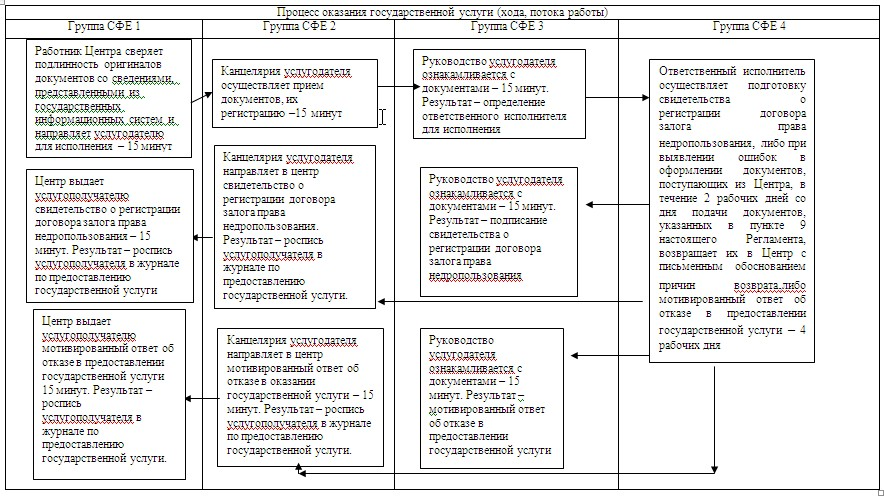 Процесс оказания государственной услуги (хода, потока работы)
Группа СФЕ 1
Группа СФЕ 2
Группа СФЕ 3
Группа СФЕ 4
Работник Центра сверяет
подлинность оригиналов
документов со сведениями,
представленными из
государственных
информационных систем и
направляет услугодателю
для исполнения – 15 минут
Центр выдает
услугополучателю
свидетельство о регистрации
договора залога права
недропользования – 15
минут. Результат – роспись
услугополучателя в журнале
по предоставлению
государственной услуги
Центр выдает
услугополучателю
мотивированный ответ об
отказе в предоставлении
государственной услуги
15 минут. Результат –
роспись
услугополучателя в
журнале по
предоставлению
государственной услуги.
Канцелярия услугодателя
осуществляет прием
документов, их
регистрацию –15 минут
Канцелярия услугодателя
направляет в центр
свидетельство о
регистрации договора
залога права
недропользования.
Результат – роспись
услугополучателя в
журнале по
предоставлению
государственной услуги.
Канцелярия услугодателя
направляет в центр
мотивированный ответ об
отказе в оказании
государственной услуги – 15
минут. Результат – роспись
услугополучателя в журнале
по предоставлению
государственной услуги.
Руководство услугодателя
ознакамливается с
документами – 15 минут.
Результат – определение
ответственного исполнителя
для исполнения
Руководство услугодателя
ознакамливается с
документами – 15 минут.
Результат – подписание
свидетельства о
регистрации договора
залога права
недропользования
Руководство
услугодателя
ознакамливается с
документами – 15
минут. Результат –
мотивированный ответ
об отказе в
предоставлении
государственной услуги
Ответственный исполнитель
осуществляет подготовку
свидетельства о
регистрации договора
залога права
недропользования, либо при
выявлении ошибок в
оформлении документов,
поступающих из Центра, в
течение 2 рабочих дней со
дня подачи документов,
указанных в пункте 9
настоящего Регламента,
возвращает их в Центр с
письменным обоснованием
причин возврата,либо
мотивированный ответ об
отказе в предоставлении
государственной услуги – 4
рабочих дня